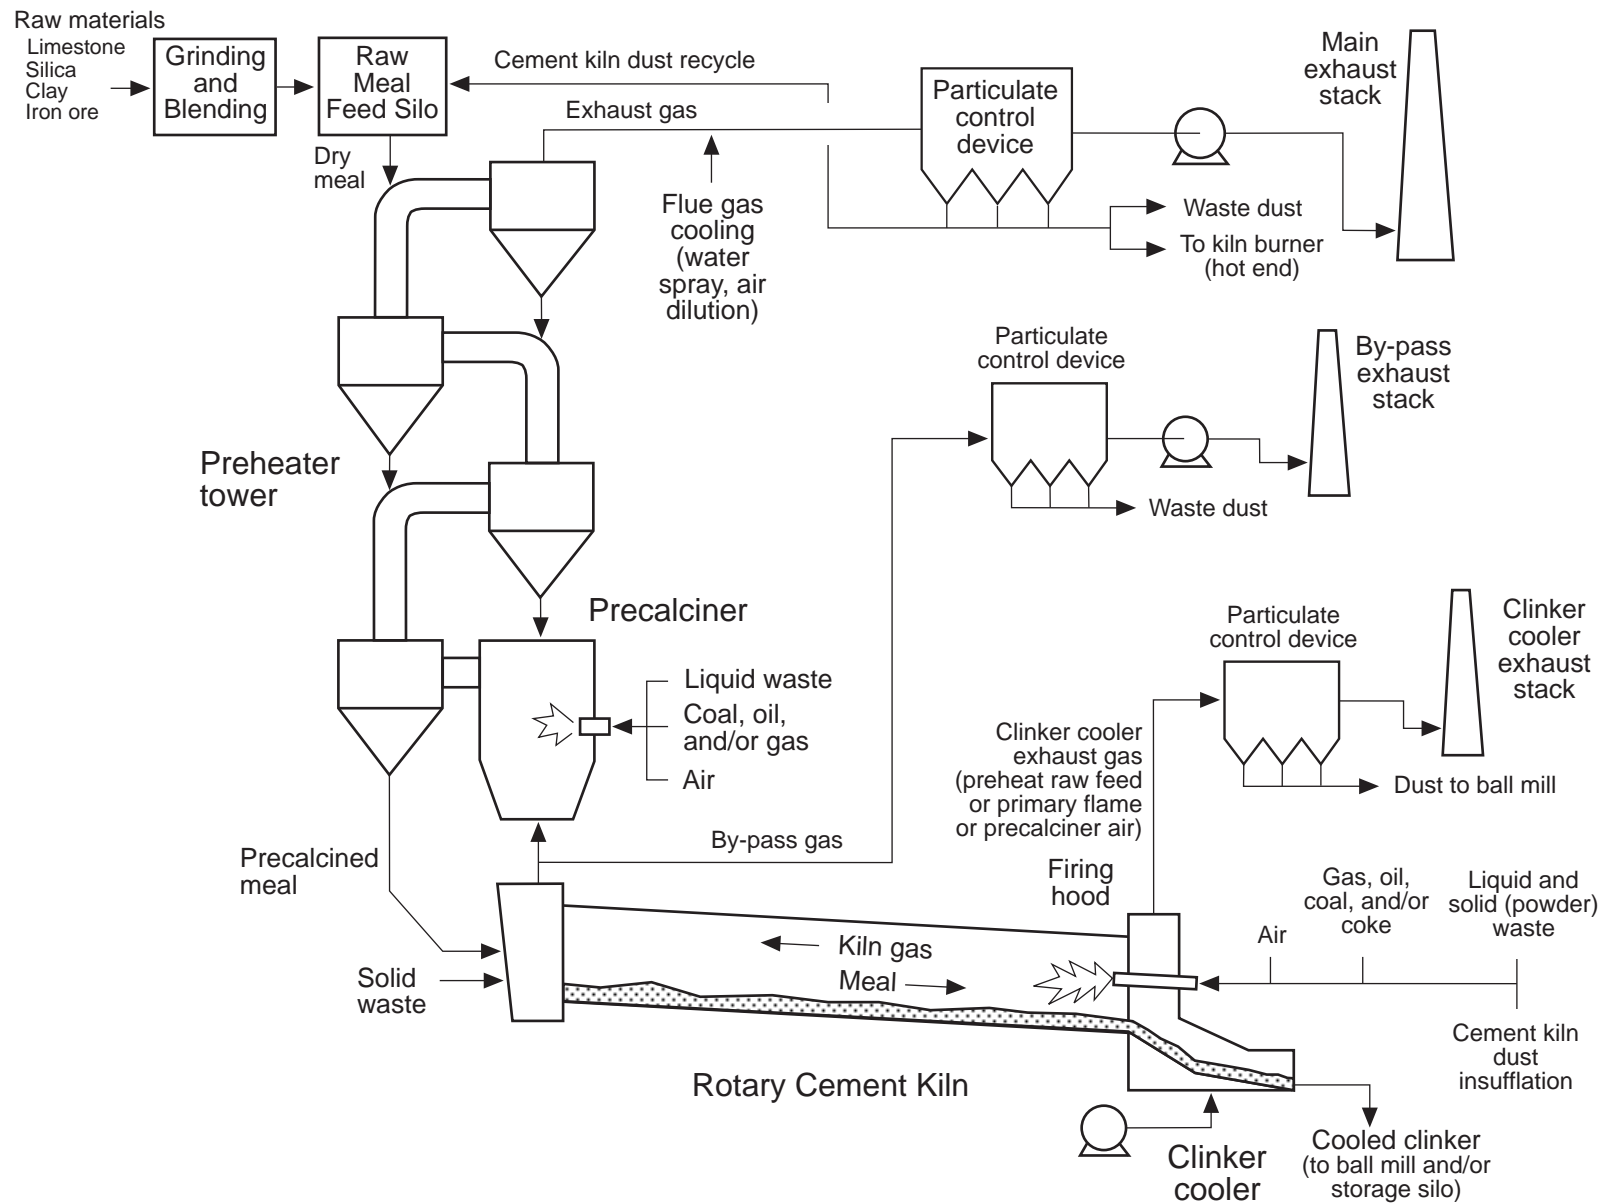 Raw materials
Limestone
Silica
Clay
Iron ore
Grinding
and
Blending
Raw
Meal
Feed Silo
Cement kiln dust recycle
Exhaust gas
Dry
meal
Flue gas
cooling
(water
spray, air
dilution)
Particulate
control
device
Main
exhaust
stack
Waste dust
To kiln burner
(hot end)
Particulate
control device
By-pass
exhaust
stack
Waste dust
Preheater
tower
Precalciner
Liquid waste
Coal, oil,
and/or gas
Air
Particulate
control device
Clinker
cooler
exhaust
stack
Clinker cooler
exhaust gas
(preheat raw feed
or primary flame
or precalciner air)
Dust to ball mill
By-pass gas
Precalcined
meal
Firing
hood
Gas, oil,
coal, and/or
coke
Liquid and
solid (powder)
waste
Air
Kiln gas
Meal
Solid
waste
Cement kiln
dust
insufflation
Rotary Cement Kiln
Clinker
cooler
Cooled clinker
(to ball mill and/or
storage silo)